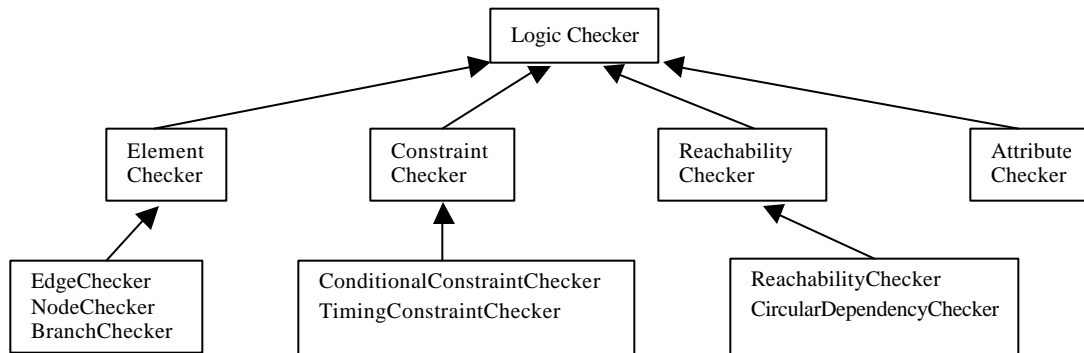 Logic Checker
Element
Checker
Constraint
Checker
Reachability
Checker
Attribute
Checker
EdgeChecker
NodeChecker
BranchChecker
ConditionalConstraintChecker
TimingConstraintChecker
ReachabilityChecker
CircularDependencyChecker